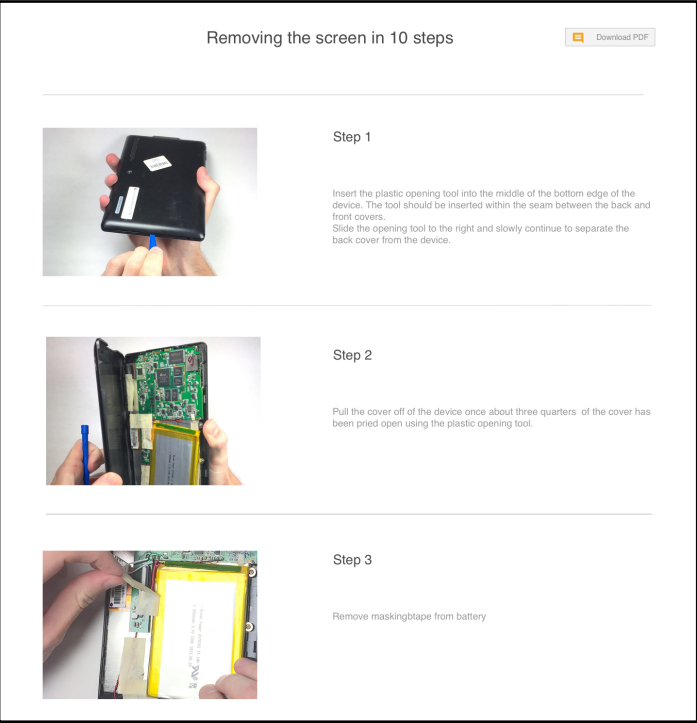 Removing the screen in 10 steps
Download PDF
Step 1
Insert the plastic opening tool into the middle of the bottom edge of the
device. The tool should be inserted within the seam between the back and
front covers.
Slide the opening tool to the right and slowly continue to separate the
back cover from the device.
Step 2
Pull the cover off of the device once about three quarters of the cover has
been pried open using the plastic opening tool.
Step 3
Remove maskingbtape from battery